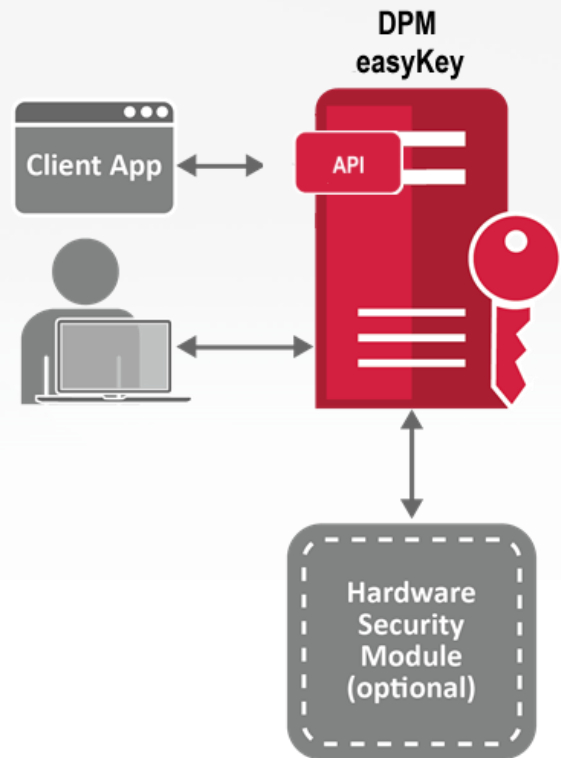 DPM
easyKey
Client App
API
Hardware
Security
Module
(optional)